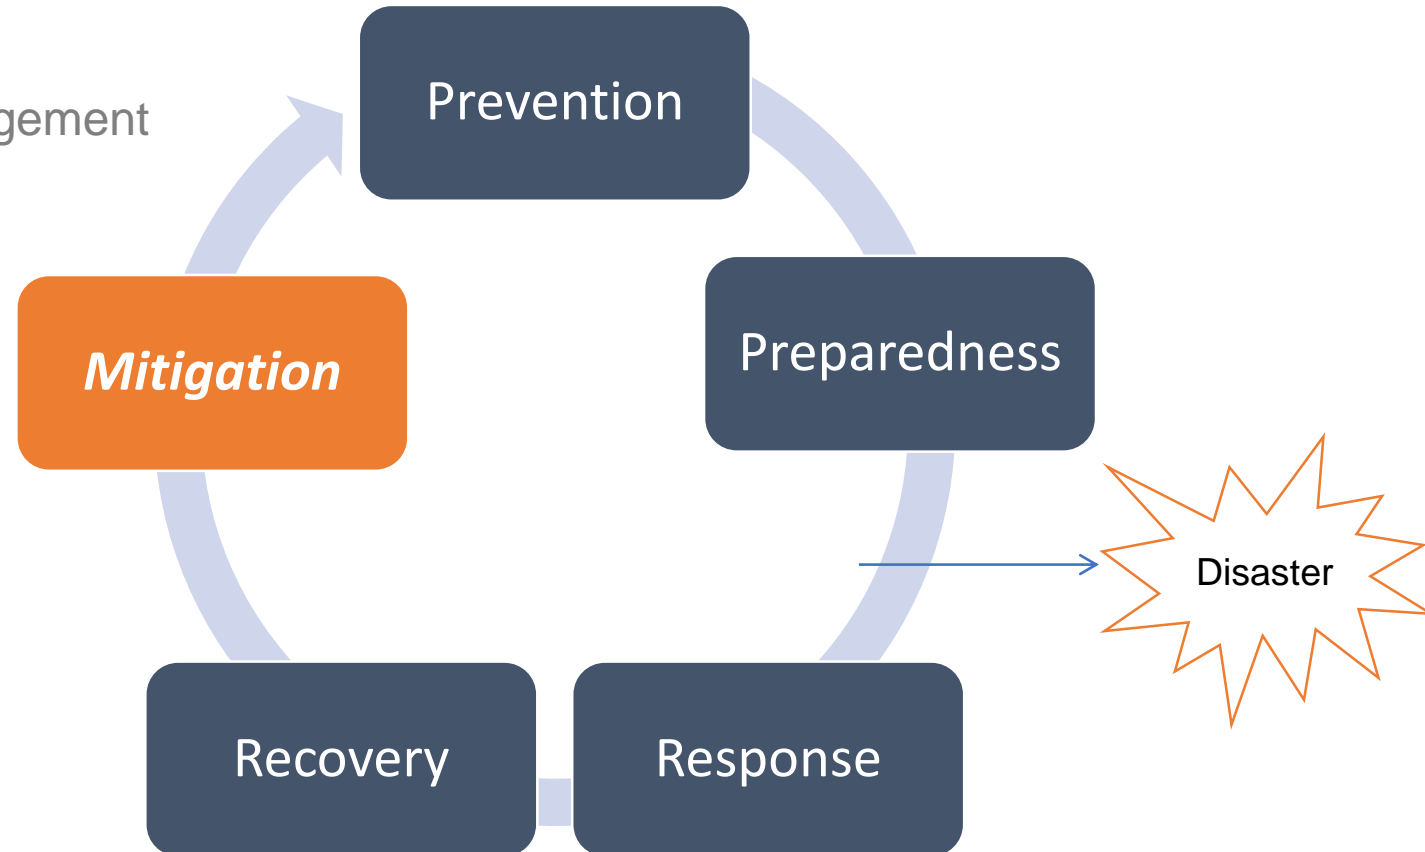 Prevention
gement
Preparedness
Mitigation
Disaster
Recovery
Response